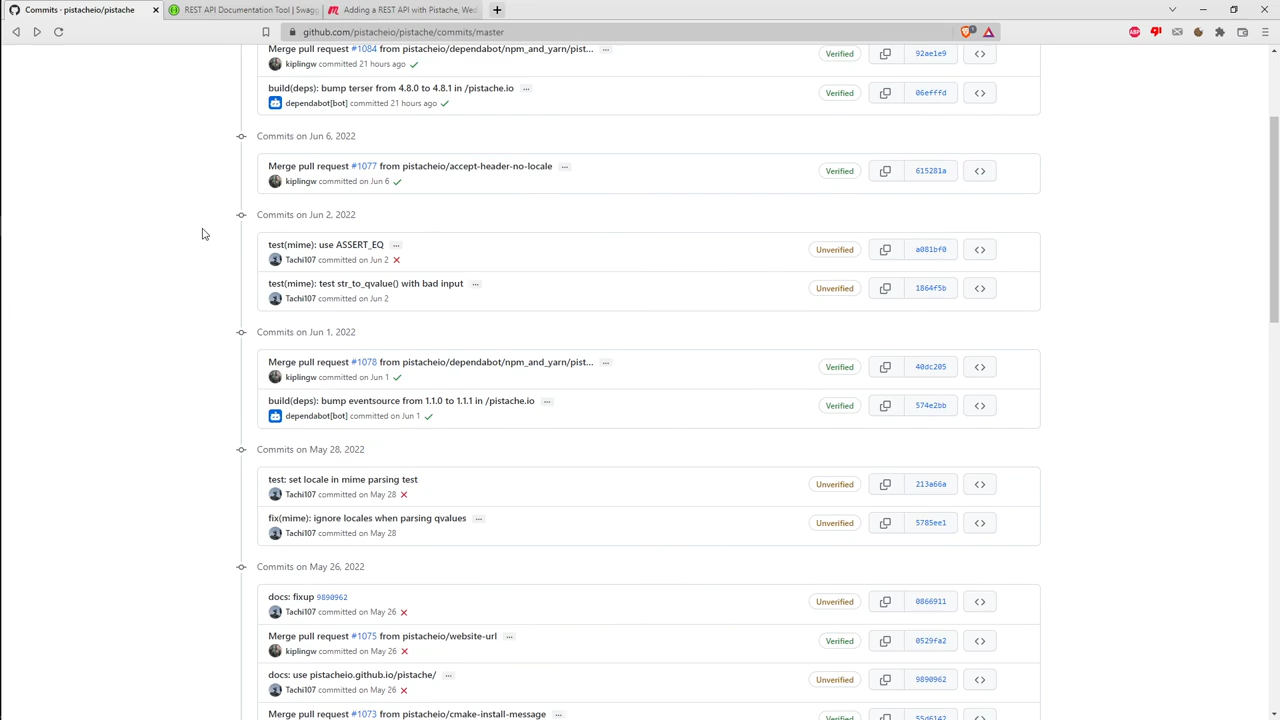 Commits · pistacheio/pistache
REST API Documentation Tool | Swagg
Adding a REST API with Pistache, Wes
github.com/pistacheio/pistache/commits/master
Merge pull request #1084 from pistacheio/dependabot/npm_and_yarn/pist... ...
kiplingw committed 21 hours ago
Verified
92ae1e9
build(deps): bump terser from 4.8.0 to 4.8.1 in /pistache.io ...
dependabot[bot] committed 21 hours ago
Verified
06efffd
Commits on Jun 6, 2022
Merge pull request #1077 from pistacheio/accept-header-no-locale ...
kiplingw committed on Jun 6
Verified
615281a
Commits on Jun 2, 2022
test(mime): use ASSERT_EQ ...
Tachi107 committed on Jun 2
Unverified
a081bf0
test(mime): test str_to_qvalue() with bad input ...
Tachi107 committed on Jun 2
Unverified
1864f5b
Commits on Jun 1, 2022
Merge pull request #1078 from pistacheio/dependabot/npm_and_yarn/pist... ...
kiplingw committed on Jun 1
Verified
40dc205
build(deps): bump eventsource from 1.1.0 to 1.1.1 in /pistache.io ...
dependabot[bot] committed on Jun 1
Verified
574e2bb
Commits on May 28, 2022
test: set locale in mime parsing test
Tachi107 committed on May 28
Unverified
213a66a
fix(mime): ignore locales when parsing qvalues ...
Tachi107 committed on May 28
Unverified
5785ee1
Commits on May 26, 2022
docs: fixup 9890962
Tachi107 committed on May 26
Unverified
0866911
Merge pull request #1075 from pistacheio/website-url ...
kiplingw committed on May 26
Verified
0529fa2
docs: use pistacheio.github.io/pistache/ ...
Tachi107 committed on May 26
Unverified
9890962
Merge pull request #1073 from pistacheio/cmake-install-message ...
Verified
55d6142